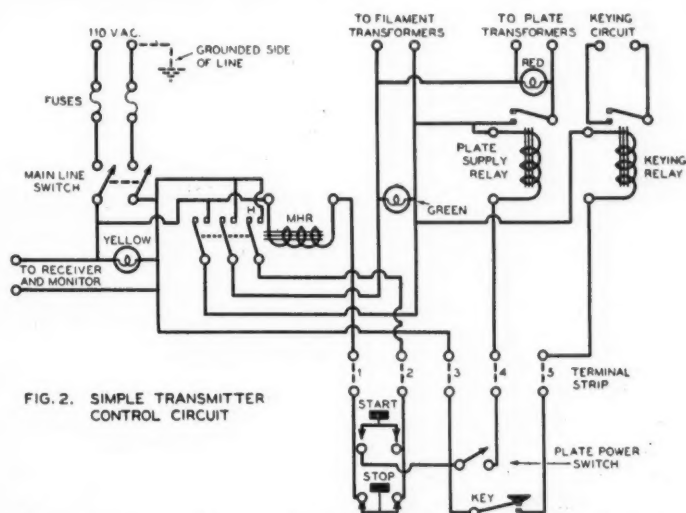 110 V.A.C.
GROUNDED SIDE
OF LINE
FUSES
MAIN LINE
SWITCH
YELLOW
TO RECEIVER
AND MONITOR
H
MHR
TO FILAMENT
TRANSFORMERS
TO PLATE
TRANSFORMERS
KEYING
CIRCUIT
RED
PLATE
SUPPLY
RELAY
KEYING
RELAY
GREEN
1
2
3
4
5
TERMINAL
STRIP
START
STOP
PLATE POWER
SWITCH
KEY
FIG. 2. SIMPLE TRANSMITTER
CONTROL CIRCUIT